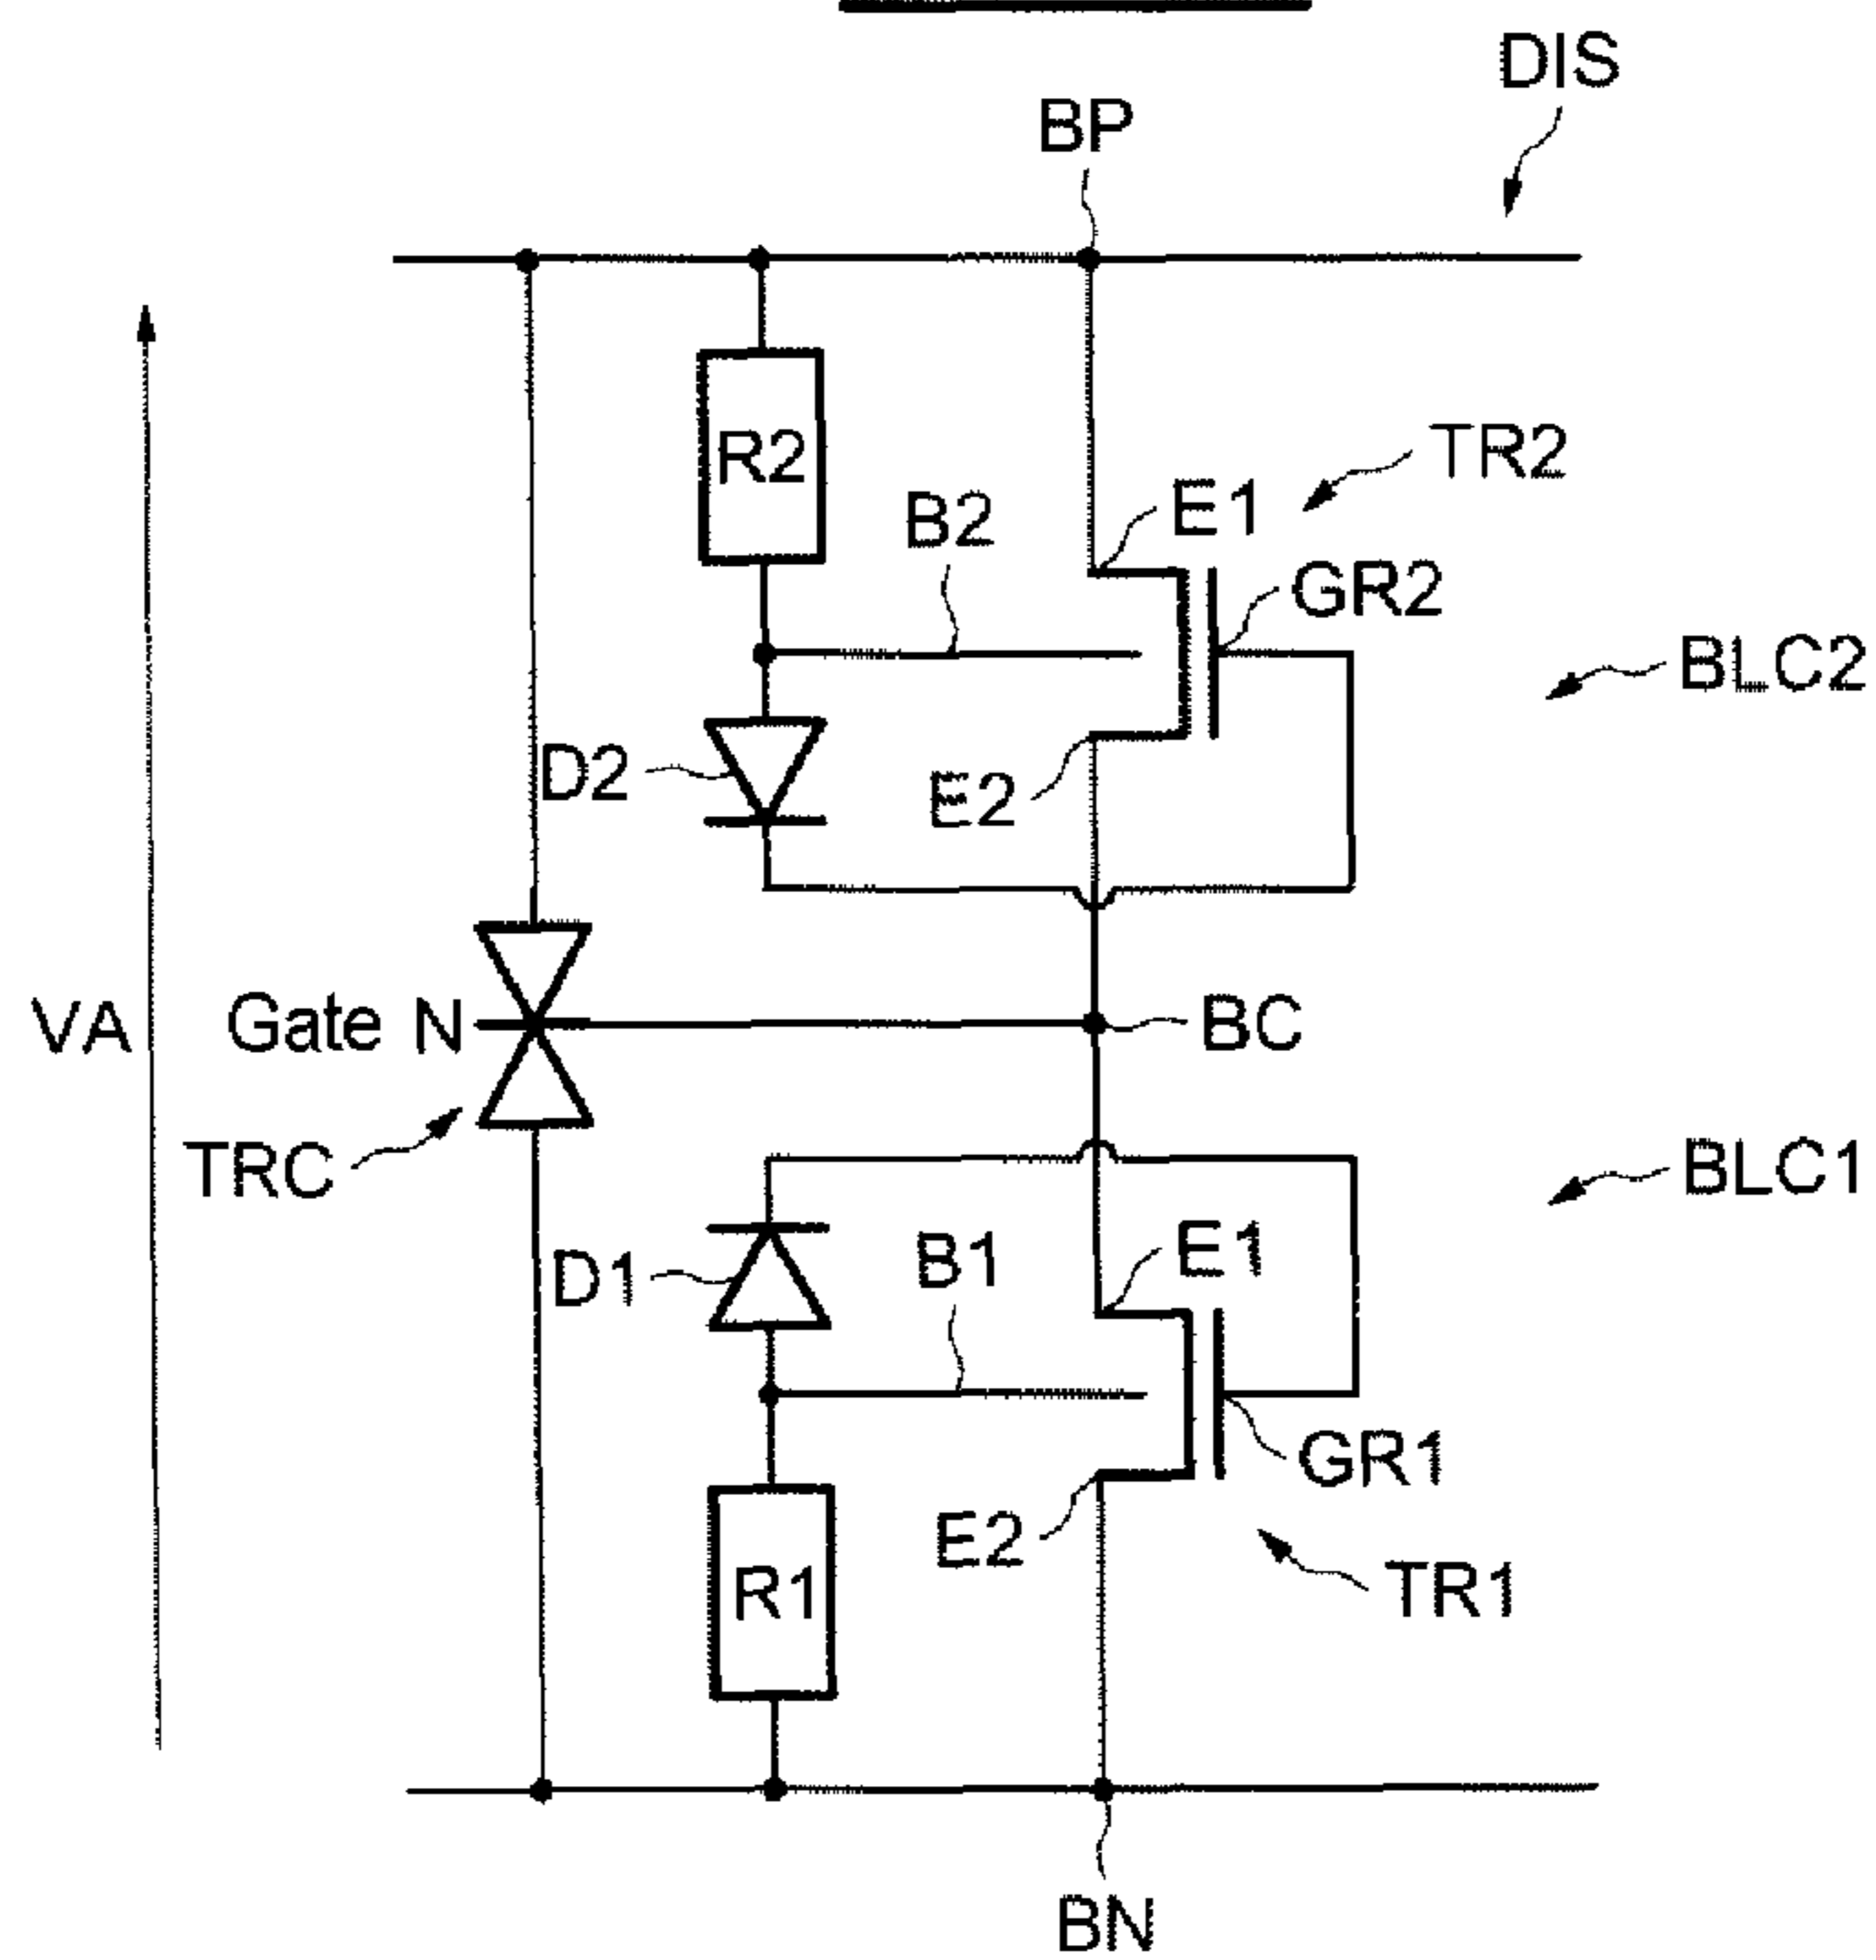 DIS
BP
R2
TR2
B2
E1
GR2
BLC2
D2
E2
VA
Gate N
BC
TRC
BLC1
D1
B1
E1
GR1
E2
R1
TR1
BN